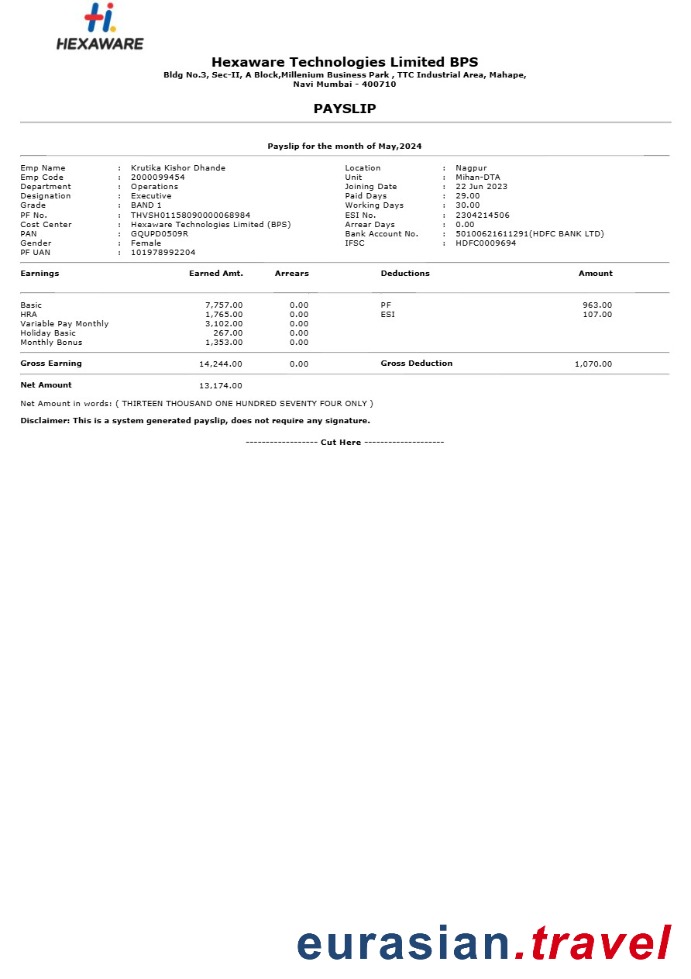 Hi.
HEXAWARE
Hexaware Technologies Limited BPS
Bldg No.3, Sec-II, A Block,Millenium Business Park , TTC Industrial Area, Mahape,
Navi Mumbai - 400710
PAYSLIP
Payslip for the month of May,2024
Emp Name : Krutika Kishor Dhande Location : Nagpur
Emp Code : 2000099454 Unit : Mihan-DTA
Department : Operations Joining Date : 22 Jun 2023
Designation : Executive Paid Days : 29.00
Grade : BAND 1 Working Days : 30.00
PF No. : THVSH01158090000068984 ESI No. : 2304214506
Cost Center : Hexaware Technologies Limited (BPS) Arrear Days : 0.00
PAN : GQUPD0509R Bank Account No. : 50100621611291(HDFC BANK LTD)
Gender : Female IFSC : HDFC0009694
PF UAN : 101978992204
Earnings Earned Amt. Arrears Deductions Amount
Basic 7,757.00 0.00 PF 963.00
HRA 1,765.00 0.00 ESI 107.00
Variable Pay Monthly 3,102.00 0.00
Holiday Basic 267.00 0.00
Monthly Bonus 1,353.00 0.00
Gross Earning 14,244.00 0.00 Gross Deduction 1,070.00
Net Amount 13,174.00
Net Amount in words: ( THIRTEEN THOUSAND ONE HUNDRED SEVENTY FOUR ONLY )
Disclaimer: This is a system generated payslip, does not require any signature.
------------------ Cut Here --------------------
eurasian.travel